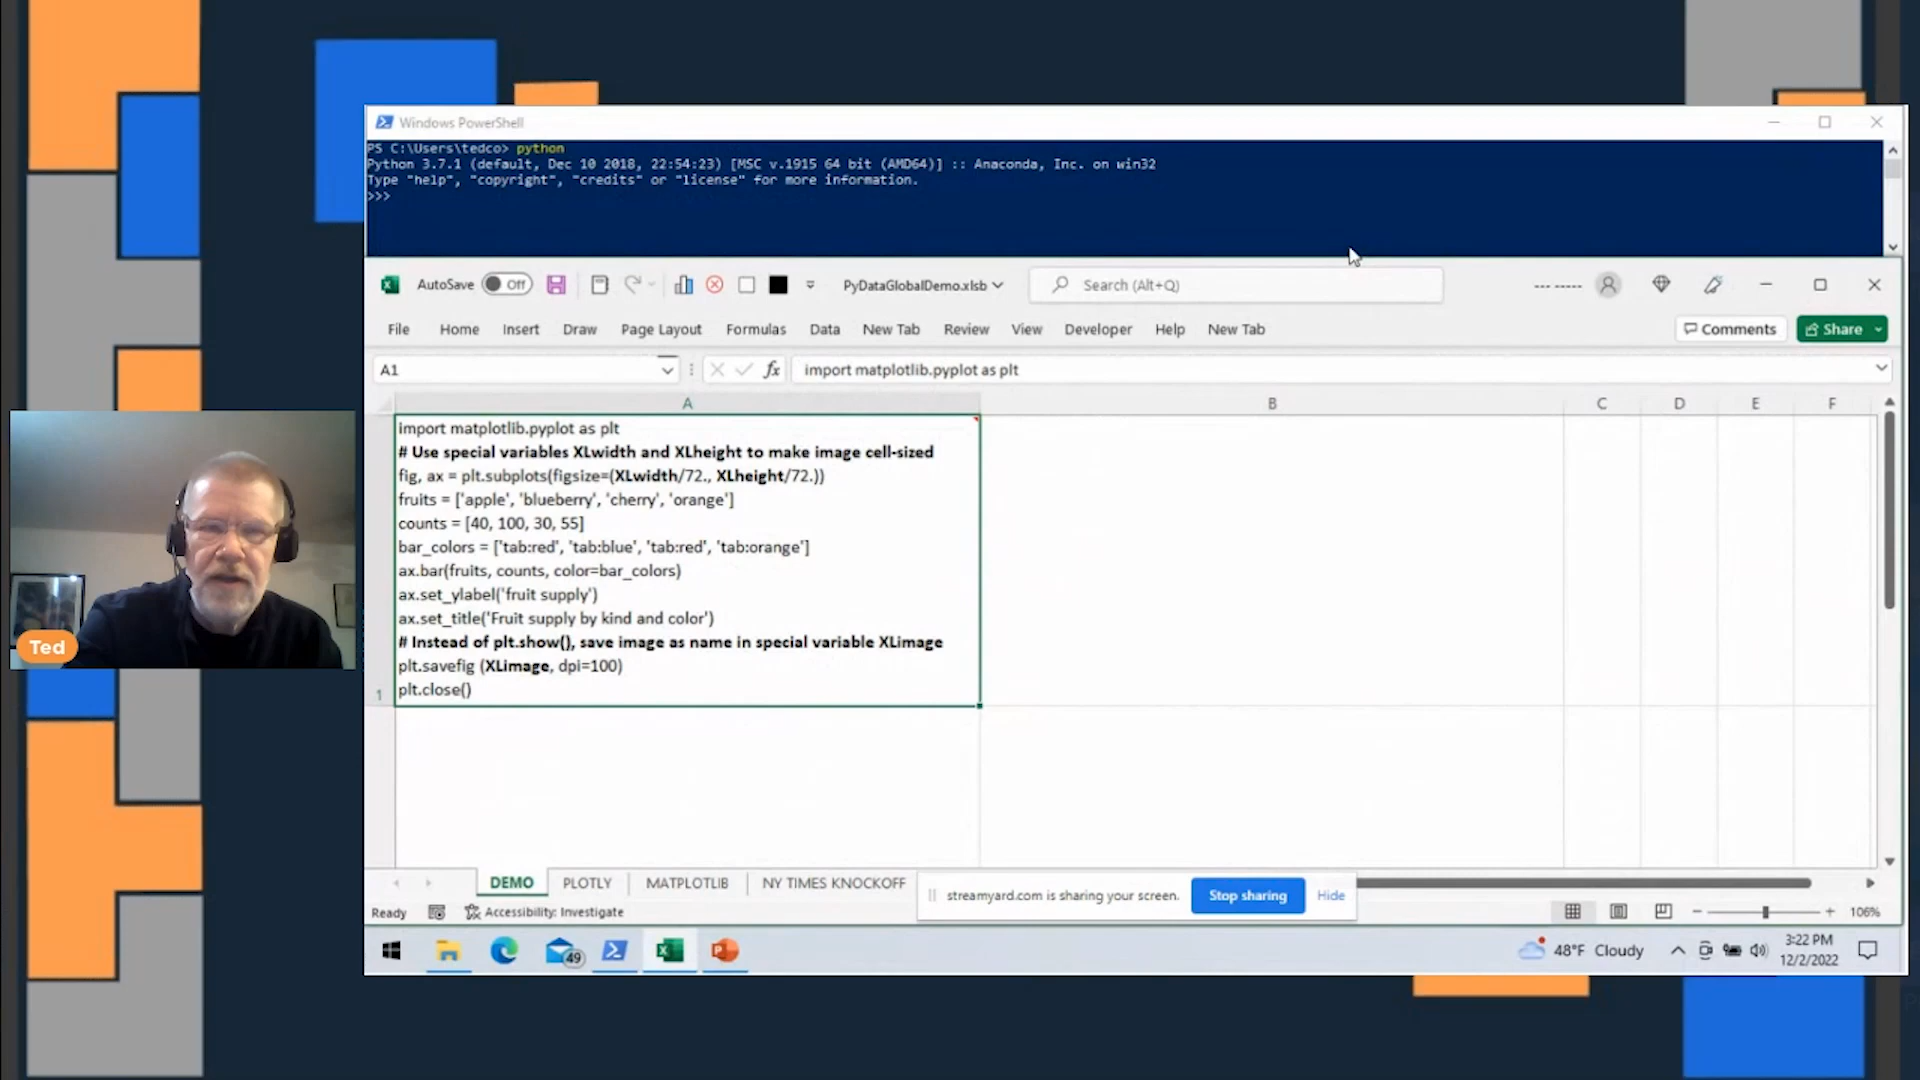 Windows PowerShell
PS C:\Users\tedco> python
Python 3.7.1 (default, Dec 10 2018, 22:54:23) [MSC v.1915 64 bit (AMD64)] :: Anaconda, Inc. on win32
Type "help", "copyright", "credits" or "license" for more information.
>>>
AutoSave Off PyDataGlobalDemo.xlsb Search (Alt+Q)
File Home Insert Draw Page Layout Formulas Data New Tab Review View Developer Help New Tab Comments Share
A1 fx import matplotlib.pyplot as plt
A B C D E F
import matplotlib.pyplot as plt
# Use special variables XLwidth and XLheight to make image cell-sized
fig, ax = plt.subplots(figsize=(XLwidth/72., XLheight/72.))
fruits = ['apple', 'blueberry', 'cherry', 'orange']
counts = [40, 100, 30, 55]
bar_colors = ['tab:red', 'tab:blue', 'tab:red', 'tab:orange']
ax.bar(fruits, counts, color=bar_colors)
ax.set_ylabel('fruit supply')
ax.set_title('Fruit supply by kind and color')
# Instead of plt.show(), save image as name in special variable XLimage
plt.savefig (XLimage, dpi=100)
1 plt.close()
Ted
DEMO PLOTLY MATPLOTLIB NY TIMES KNOCKOFF
streamyard.com is sharing your screen. Stop sharing Hide
Ready Accessibility: Investigate 106%
49
48°F Cloudy
3:22 PM
12/2/2022